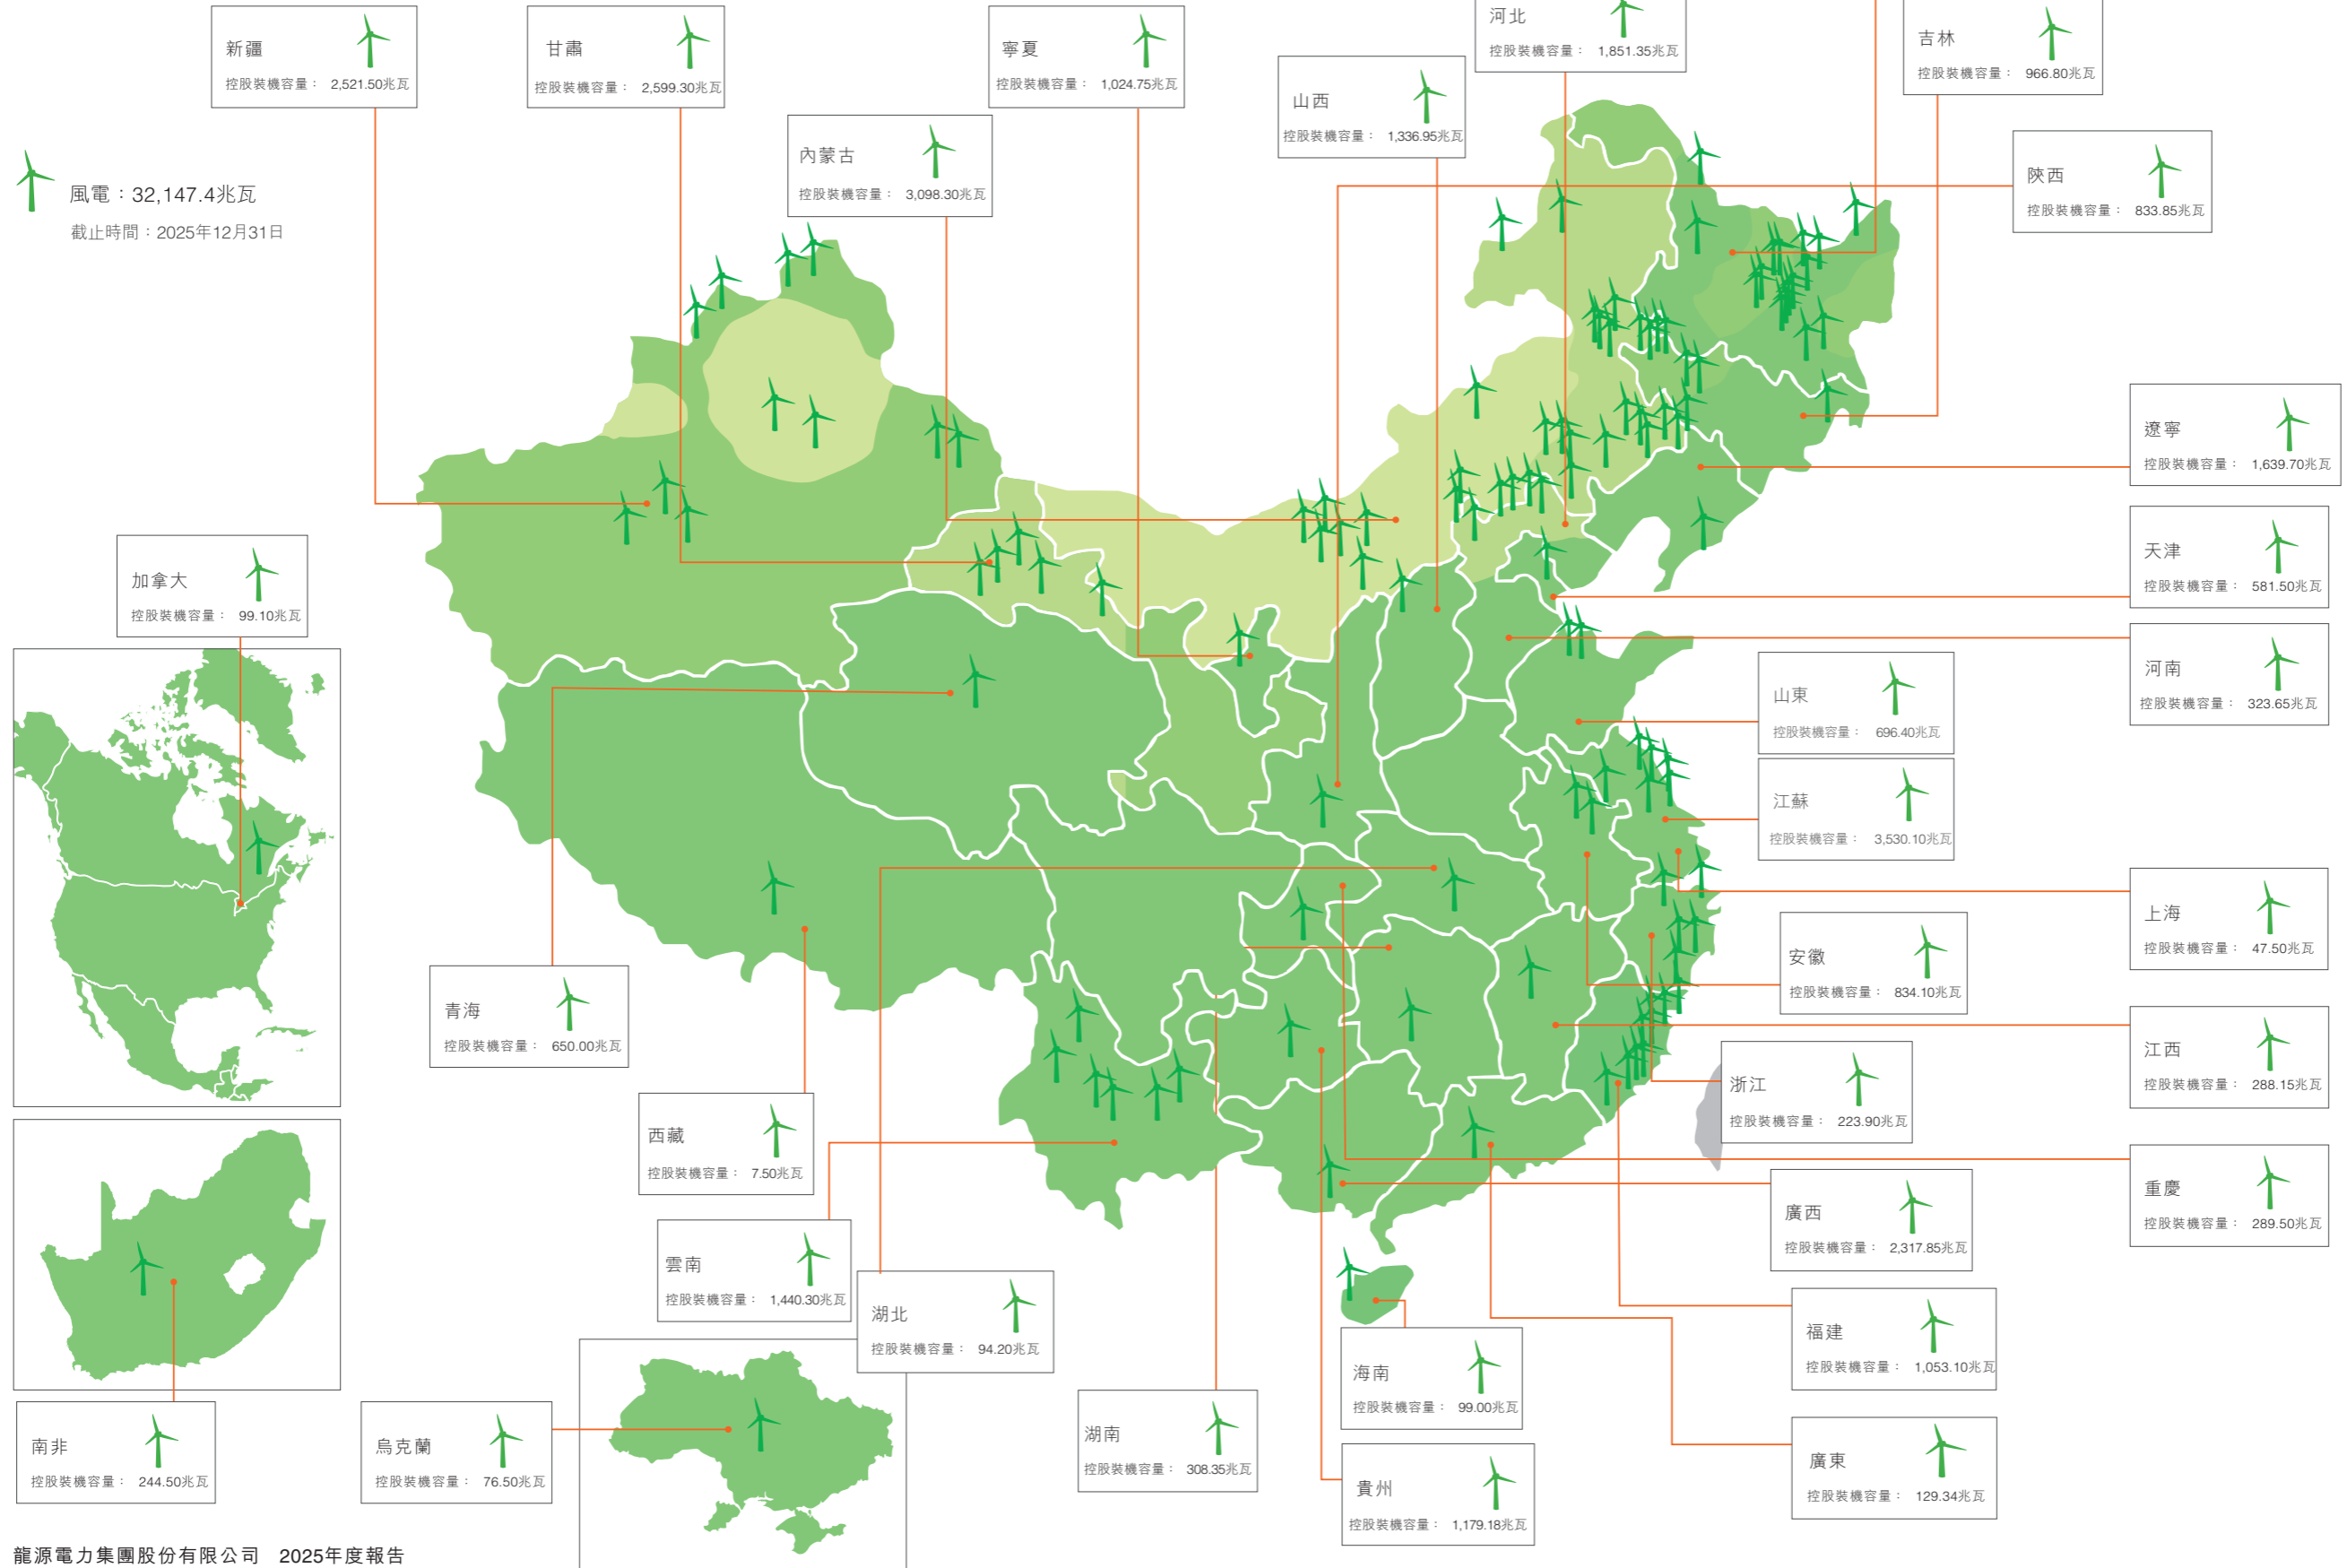 新疆
控股裝機容量： 2,521.50兆瓦
甘肅
控股裝機容量： 2,599.30兆瓦
寧夏
控股裝機容量： 1,024.75兆瓦
河北
控股裝機容量： 1,851.35兆瓦
吉林
控股裝機容量： 966.80兆瓦
山西
控股裝機容量： 1,336.95兆瓦
內蒙古
控股裝機容量： 3,098.30兆瓦
陝西
控股裝機容量： 833.85兆瓦
風電：32,147.4兆瓦
截止時間：2025年12月31日
遼寧
控股裝機容量： 1,639.70兆瓦
天津
控股裝機容量： 581.50兆瓦
加拿大
控股裝機容量： 99.10兆瓦
河南
控股裝機容量： 323.65兆瓦
山東
控股裝機容量： 696.40兆瓦
江蘇
控股裝機容量： 3,530.10兆瓦
上海
控股裝機容量： 47.50兆瓦
安徽
控股裝機容量： 834.10兆瓦
青海
控股裝機容量： 650.00兆瓦
江西
控股裝機容量： 288.15兆瓦
浙江
控股裝機容量： 223.90兆瓦
西藏
控股裝機容量： 7.50兆瓦
重慶
控股裝機容量： 289.50兆瓦
廣西
控股裝機容量： 2,317.85兆瓦
雲南
控股裝機容量： 1,440.30兆瓦
湖北
控股裝機容量： 94.20兆瓦
福建
控股裝機容量： 1,053.10兆瓦
海南
控股裝機容量： 99.00兆瓦
南非
控股裝機容量： 244.50兆瓦
烏克蘭
控股裝機容量： 76.50兆瓦
湖南
控股裝機容量： 308.35兆瓦
廣東
控股裝機容量： 129.34兆瓦
貴州
控股裝機容量： 1,179.18兆瓦
龍源電力集團股份有限公司 2025年度報告